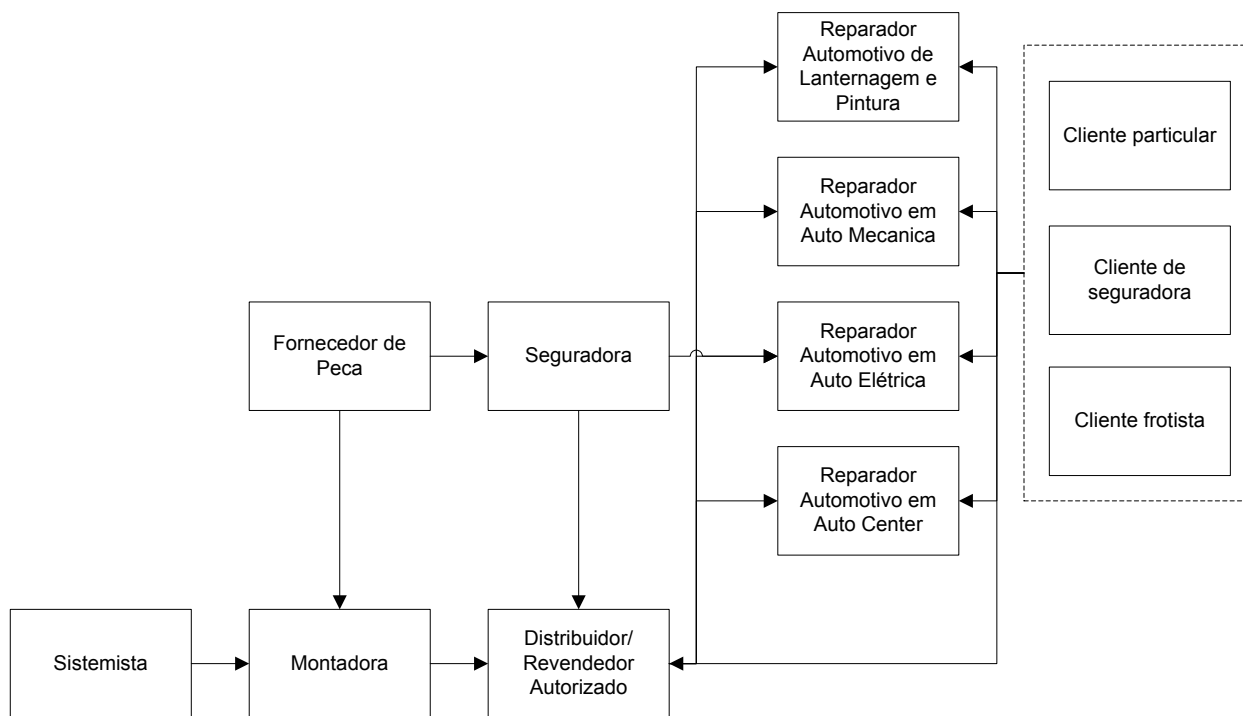 Reparador
Automotivo de
Lanternagem e
Pintura
Cliente particular
Reparador
Automotivo em
Auto Mecanica
Cliente de
seguradora
Fornecedor de
Peca
Seguradora
Reparador
Automotivo em
Auto Elétrica
Cliente frotista
Reparador
Automotivo em
Auto Center
Sistemista
Montadora
Distribuidor/
Revendedor
Autorizado